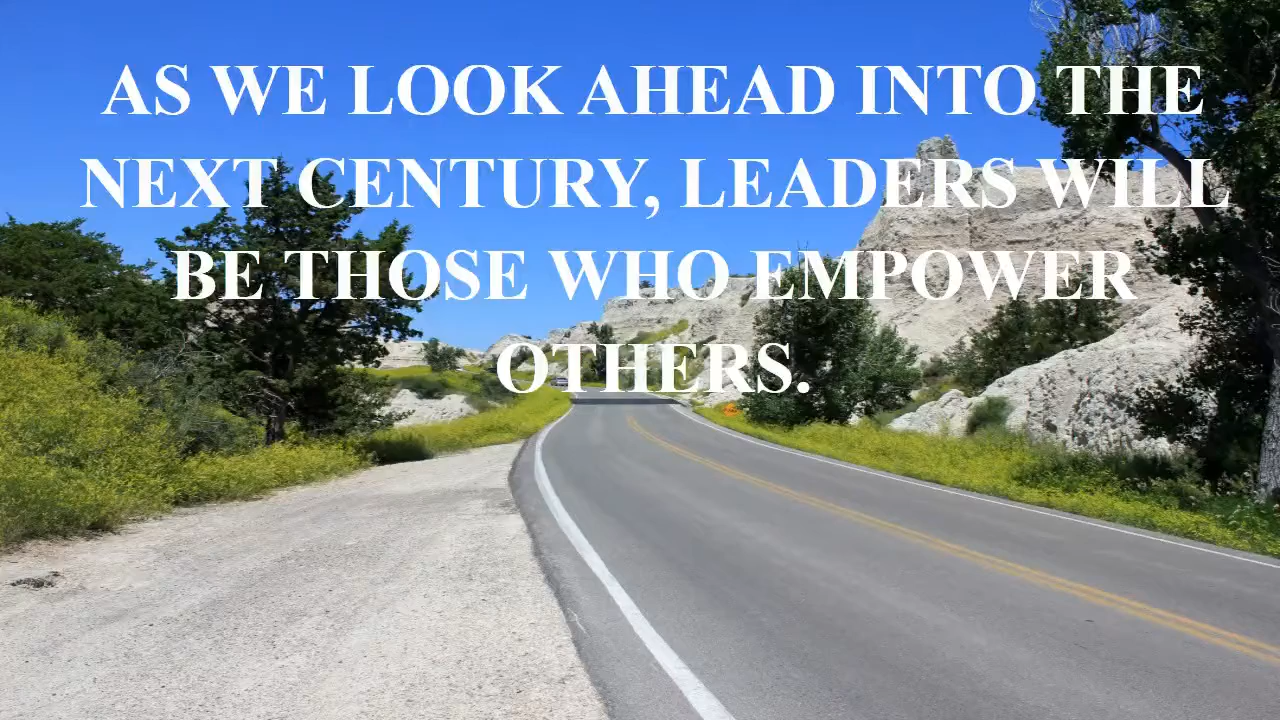 AS WE LOOK AHEAD INTO THE
NEXT CENTURY, LEADERS WILL
BE THOSE WHO EMPOWER
OTHERS.